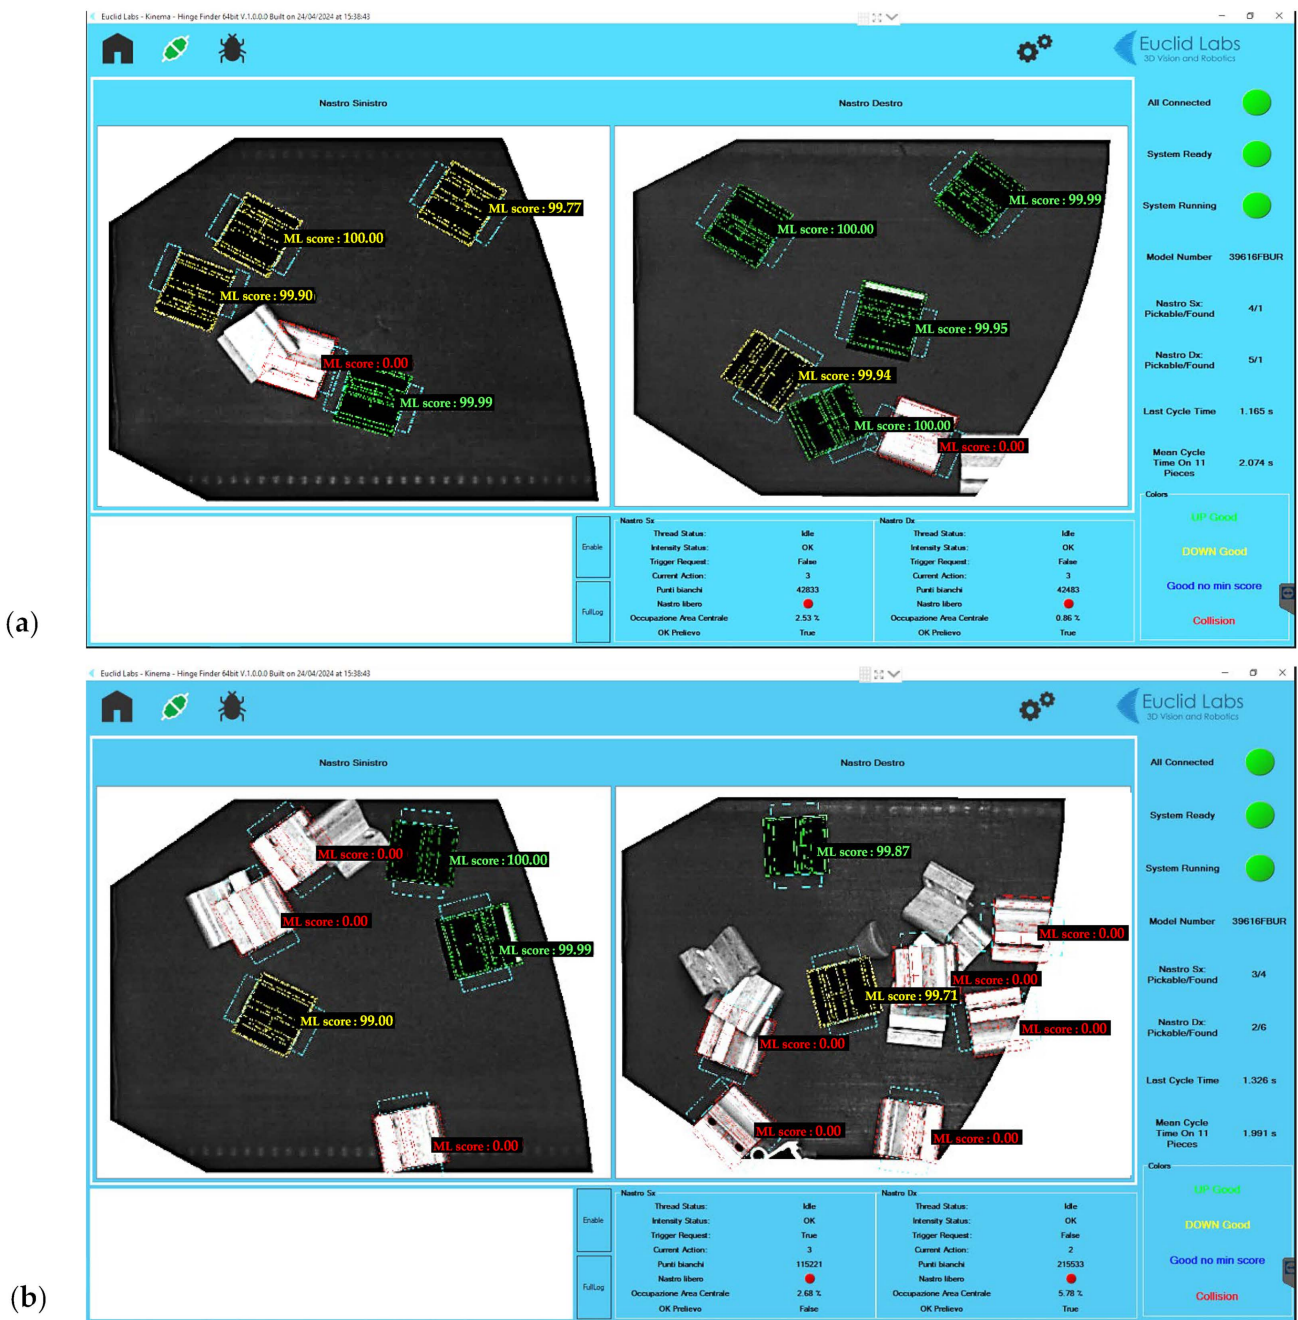 Euclid Labs - Kinema - Hinge Finder 64bit V.1.0.0.0 Built on 24/04/2024 at 15:38:43
Euclid Labs
3D Vision and Robotics
Nastro Sinistro
Nastro Destro
ML score : 99.77
ML score : 100.00
ML score : 99.90
ML score : 0.00
ML score : 99.99
ML score : 99.99
ML score : 100.00
ML score : 99.95
ML score : 99.94
ML score : 100.00
ML score : 0.00
All Connected
System Ready
System Running
Model Number 39616FBUR
Nastro Sx:
Pickable/Found 4/1
Nastro Dx:
Pickable/Found 5/1
Last Cycle Time 1.165 s
Mean Cycle
Time On 11
Pieces 2.074 s
Colors
UP Good
DOWN Good
Good no min score
Collision
Enable
FullLog
Nastro Sx
Thread Status: Idle
Intensity Status: OK
Trigger Request: False
Current Action: 3
Punti bianchi 42833
Nastro libero
Occupazione Area Centrale 2.53 %
OK Prelievo True
Nastro Dx
Thread Status: Idle
Intensity Status: OK
Trigger Request: False
Current Action: 3
Punti bianchi 42483
Nastro libero
Occupazione Area Centrale 0.86 %
OK Prelievo True
(a)
Euclid Labs - Kinema - Hinge Finder 64bit V.1.0.0.0 Built on 24/04/2024 at 15:38:43
Euclid Labs
3D Vision and Robotics
Nastro Sinistro
Nastro Destro
ML score : 0.00
ML score : 100.00
ML score : 0.00
ML score : 99.99
ML score : 99.00
ML score : 0.00
ML score : 99.87
ML score : 0.00
ML score : 0.00
ML score : 99.71
ML score : 0.00
ML score : 0.00
ML score : 0.00
ML score : 0.00
All Connected
System Ready
System Running
Model Number 39616FBUR
Nastro Sx:
Pickable/Found 3/4
Nastro Dx:
Pickable/Found 2/6
Last Cycle Time 1.326 s
Mean Cycle
Time On 11
Pieces 1.991 s
Colors
UP Good
DOWN Good
Good no min score
Collision
Enable
FullLog
Nastro Sx
Thread Status: Idle
Intensity Status: OK
Trigger Request: True
Current Action: 3
Punti bianchi 115221
Nastro libero
Occupazione Area Centrale 2.68 %
OK Prelievo False
Nastro Dx
Thread Status: Idle
Intensity Status: OK
Trigger Request: False
Current Action: 2
Punti bianchi 215533
Nastro libero
Occupazione Area Centrale 5.78 %
OK Prelievo True
(b)